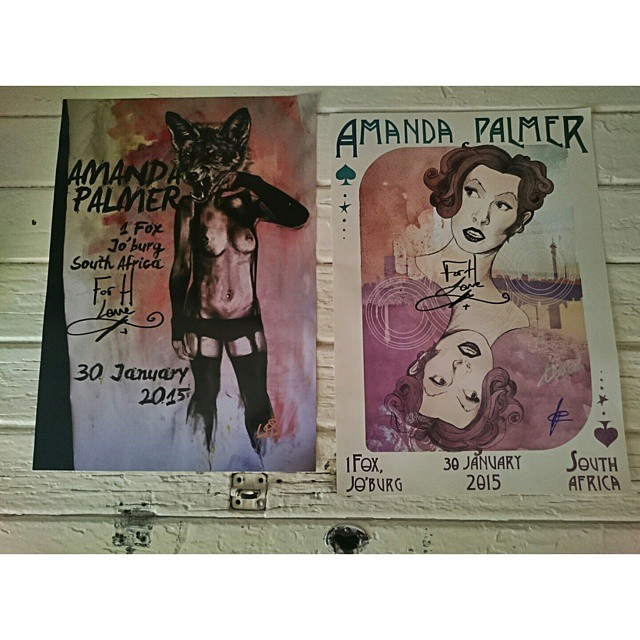 AMANDA
PALMER
1 Fox
Jo'burg
South Africa
For H
Love
30 January
2015
AMANDA PALMER
For H
Love
1 FOX,
JO'BURG
30 JANUARY
2015
SOUTH
AFRICA